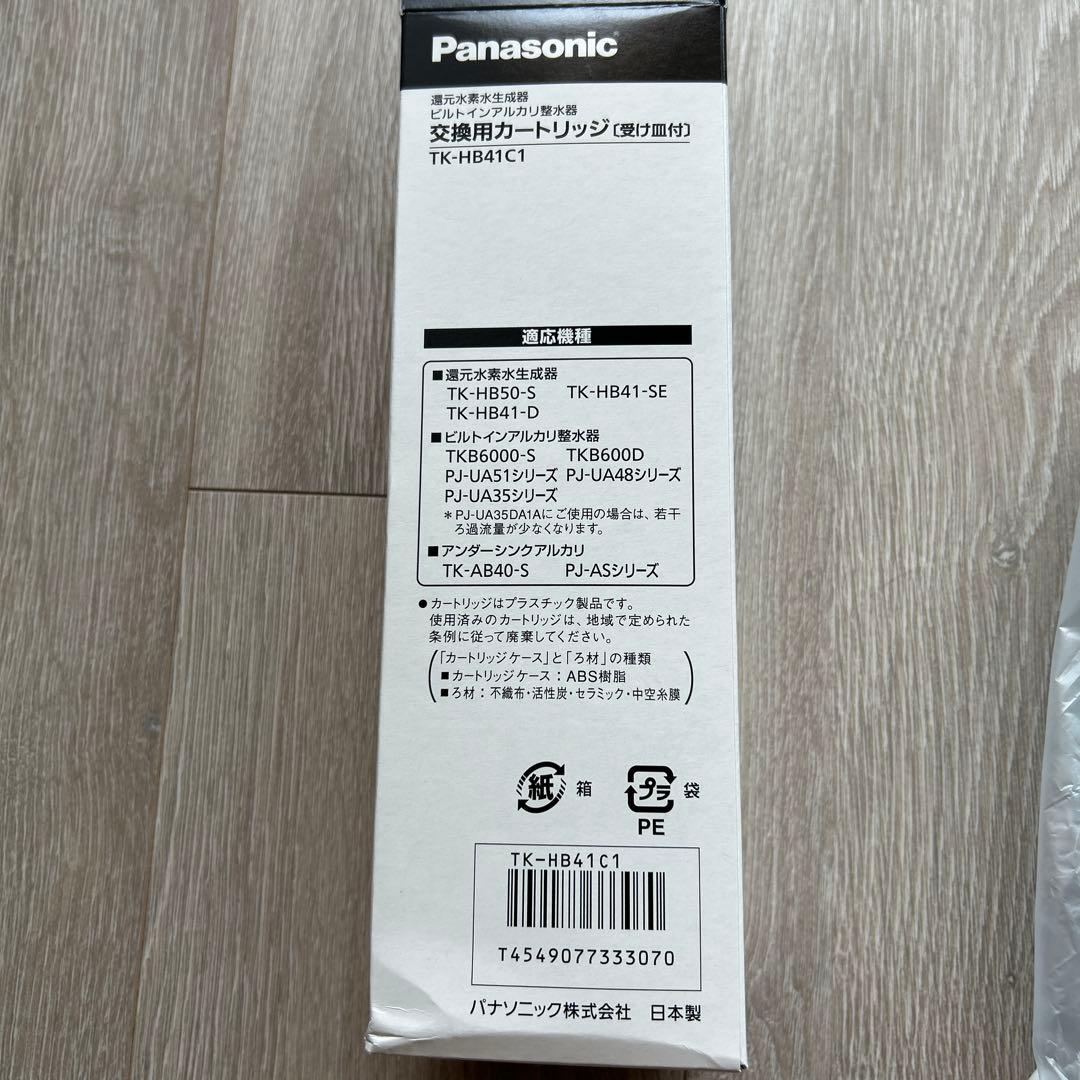 Panasonic
還元水素水生成器
ビルトインアルカリ整水器
交換用カートリッジ〔受け皿付〕
TK-HB41C1
適応機種
■還元水素水生成器
TK-HB50-S TK-HB41-SE
TK-HB41-D
■ビルトインアルカリ整水器
TKB6000-S TKB600D
PJ-UA51シリーズ PJ-UA48シリーズ
PJ-UA35シリーズ
＊PJ-UA35DA1Aにご使用の場合は、若干
ろ過流量が少なくなります。
■アンダーシンクアルカリ
TK-AB40-S PJ-ASシリーズ
●カートリッジはプラスチック製品です。
使用済みのカートリッジは、地域で定められた
条例に従って廃棄してください。
(「カートリッジケース」と「ろ材」の種類
■カートリッジケース：ABS樹脂
■ろ材：不織布・活性炭・セラミック・中空糸膜)
紙 箱 プラ 袋
PE
TK-HB41C1
T4549077333070
パナソニック株式会社 日本製